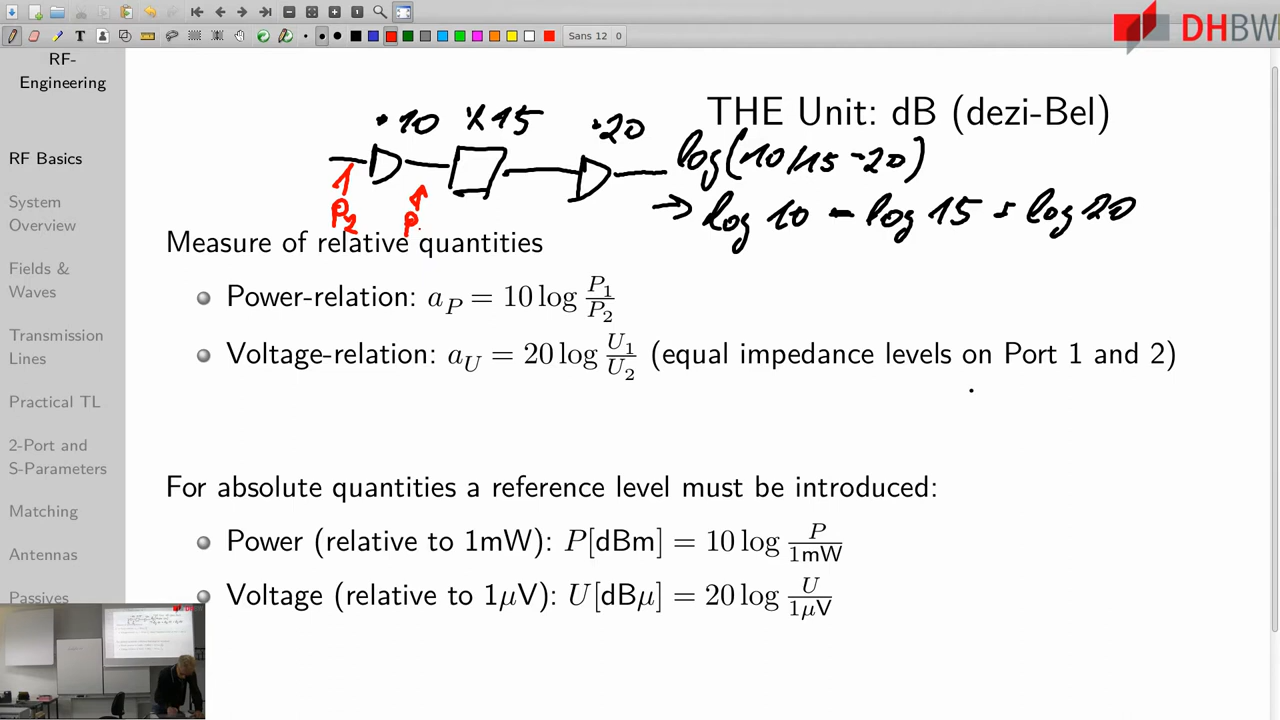 Sans 12 0
DHBW
RF-
Engineering
RF Basics
System
Overview
Fields &
Waves
Transmission
Lines
Practical TL
2-Port and
S-Parameters
Matching
Antennas
Passives
THE Unit: dB (dezi-Bel)
·10 X15 ·20
log(10/15·20)
→ log 10 - log 15 + log 20
P2 P
Measure of relative quantities
Power-relation: a_P = 10 log P1/P2
Voltage-relation: a_U = 20 log U1/U2 (equal impedance levels on Port 1 and 2)
For absolute quantities a reference level must be introduced:
Power (relative to 1mW): P[dBm] = 10 log P/1mW
Voltage (relative to 1μV): U[dBμ] = 20 log U/1μV